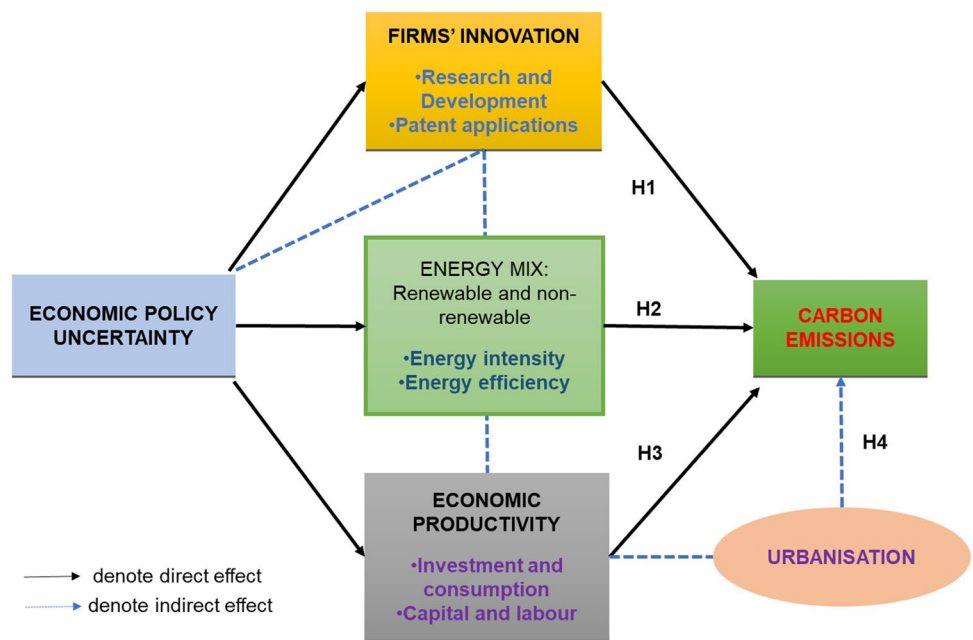 FIRMS' INNOVATION
•Research and
Development
•Patent applications
H1
ECONOMIC POLICY
UNCERTAINTY
ENERGY MIX:
Renewable and non-
renewable
•Energy intensity
•Energy efficiency
H2
CARBON
EMISSIONS
H3
H4
ECONOMIC
PRODUCTIVITY
•Investment and
consumption
•Capital and labour
URBANISATION
denote direct effect
denote indirect effect